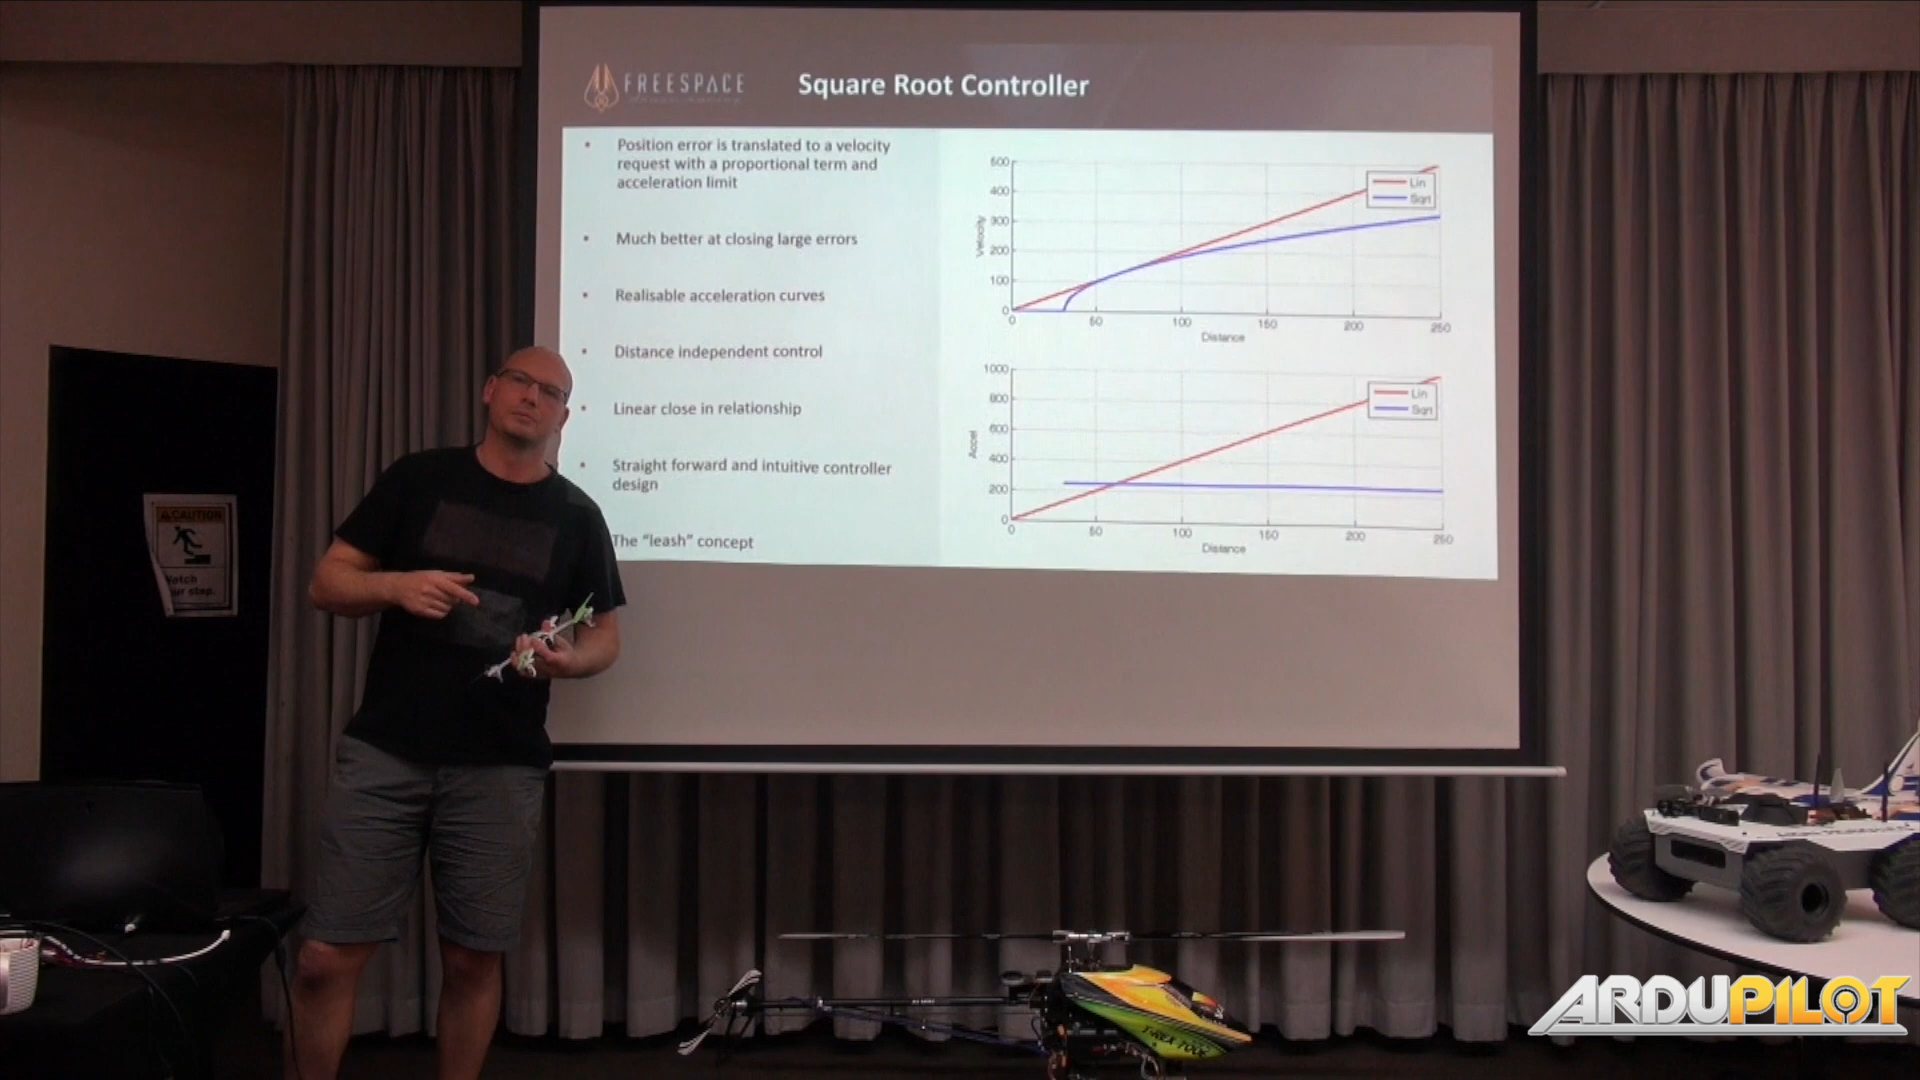 FREESPACE
Square Root Controller
Position error is translated to a velocity
request with a proportional term and
acceleration limit
Much better at closing large errors
Realisable acceleration curves
Distance independent control
Linear close in relationship
Straight forward and intuitive controller
design
The "leash" concept
500
400
300
200
100
0
Velocity
0 50 100 150 200 250
Distance
Lin
Sqrt
1000
800
600
400
200
0
Accel
0 50 100 150 200 250
Distance
Lin
Sqrt
CAUTION
Watch
your step.
T-REX 700E
ARDUPILOT